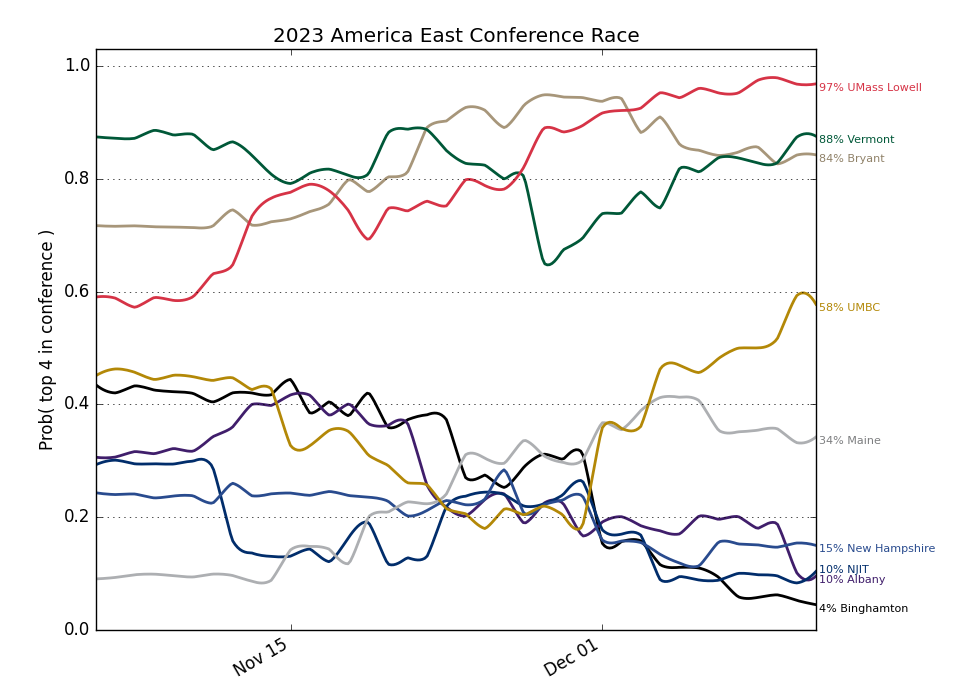 2023 America East Conference Race
1.0
0.8
0.6
0.4
0.2
0.0
Prob( top 4 in conference )
Nov 15
Dec 01
97% UMass Lowell
88% Vermont
84% Bryant
58% UMBC
34% Maine
15% New Hampshire
10% NJIT
10% Albany
4% Binghamton